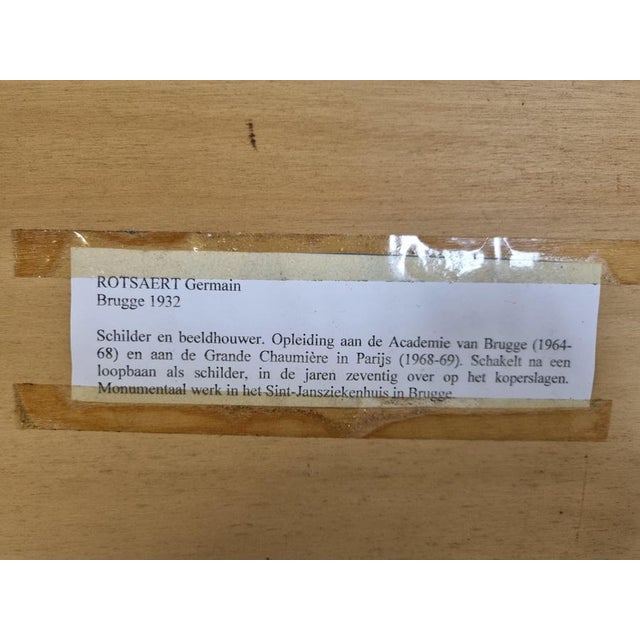 ROTSAERT Germain
Brugge 1932
Schilder en beeldhouwer. Opleiding aan de Academie van Brugge (1964-
68) en aan de Grande Chaumière in Parijs (1968-69). Schakelt na een
loopbaan als schilder, in de jaren zeventig over op het koperslagen.
Monumentaal werk in het Sint-Jansziekenhuis in Brugge